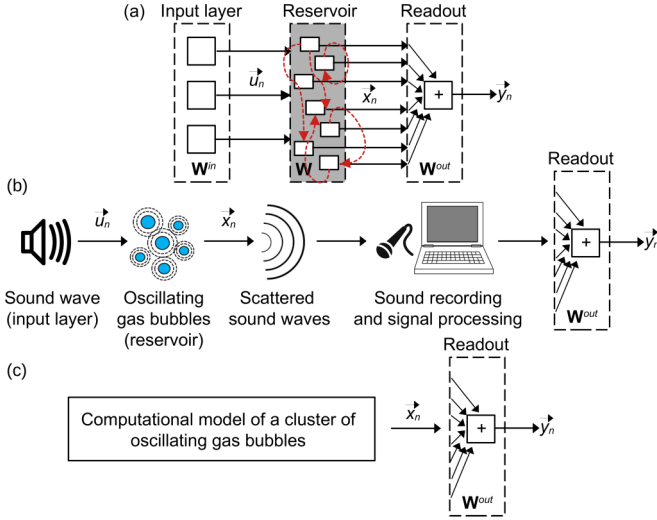 (a) Input layer Reservoir Readout
u⃗n x⃗n + y⃗n
Wⁱⁿ W Wᵒᵘᵗ
(b) Readout
u⃗n x⃗n + y⃗r
Wᵒᵘᵗ
Sound wave Oscillating Scattered Sound recording
(input layer) gas bubbles sound waves and signal processing
(reservoir)
(c) Readout
Computational model of a cluster of
oscillating gas bubbles
x⃗n + y⃗n
Wᵒᵘᵗ